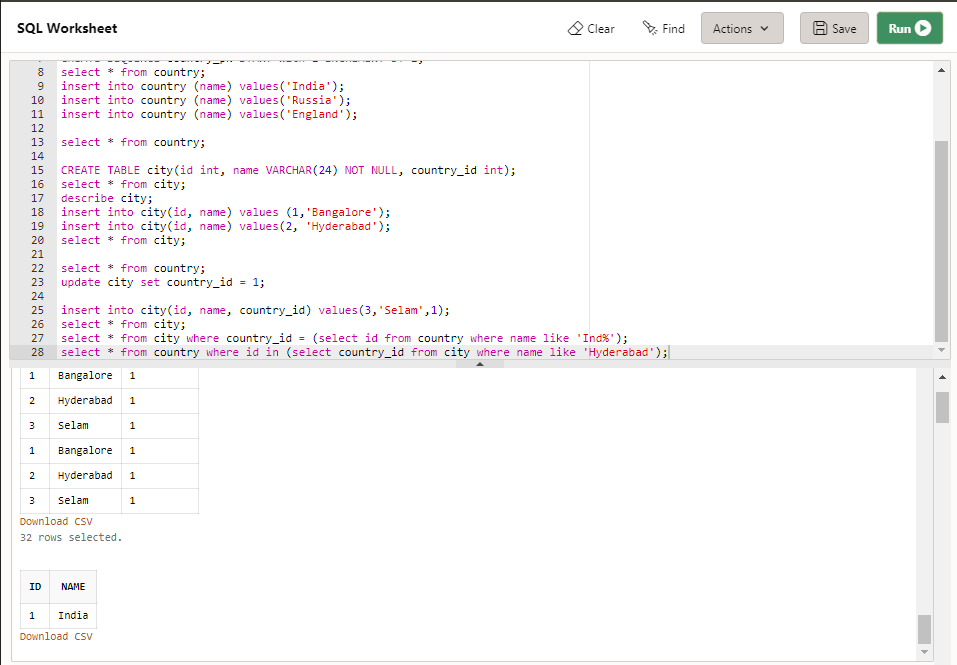 SQL Worksheet
Clear
Find
Actions
Save
Run
8 select * from country;
9 insert into country (name) values('India');
10 insert into country (name) values('Russia');
11 insert into country (name) values('England');
12
13 select * from country;
14
15 CREATE TABLE city(id int, name VARCHAR(24) NOT NULL, country_id int);
16 select * from city;
17 describe city;
18 insert into city(id, name) values (1,'Bangalore');
19 insert into city(id, name) values(2, 'Hyderabad');
20 select * from city;
21
22 select * from country;
23 update city set country_id = 1;
24
25 insert into city(id, name, country_id) values(3,'Selam',1);
26 select * from city;
27 select * from city where country_id = (select id from country where name like 'Ind%');
28 select * from country where id in (select country_id from city where name like 'Hyderabad');
1 Bangalore 1
2 Hyderabad 1
3 Selam 1
1 Bangalore 1
2 Hyderabad 1
3 Selam 1
Download CSV
32 rows selected.
ID NAME
1 India
Download CSV